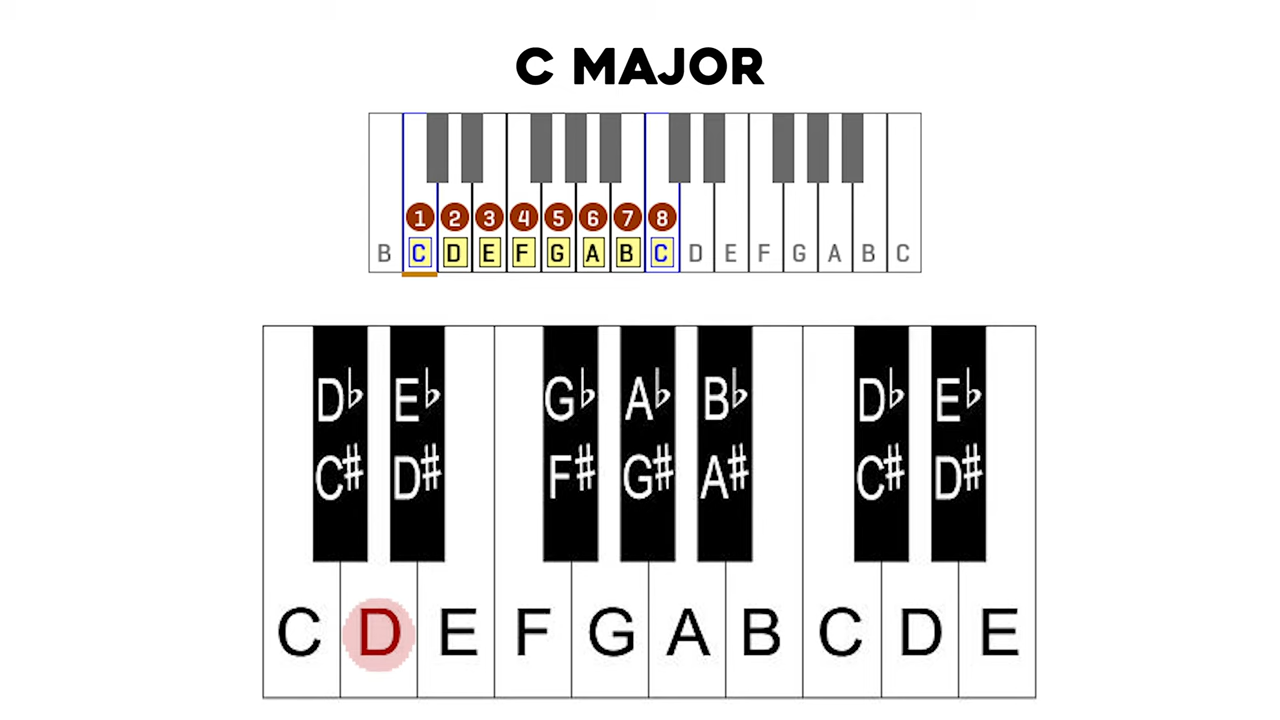 C MAJOR
1 2 3 4 5 6 7 8
B C D E F G A B C D E F G A B C
D♭ E♭ G♭ A♭ B♭ D♭ E♭
C# D# F# G# A# C# D#
C D E F G A B C D E